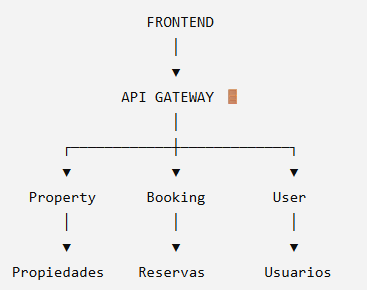 FRONTEND
API GATEWAY 🧱
Property Booking User
Propiedades Reservas Usuarios